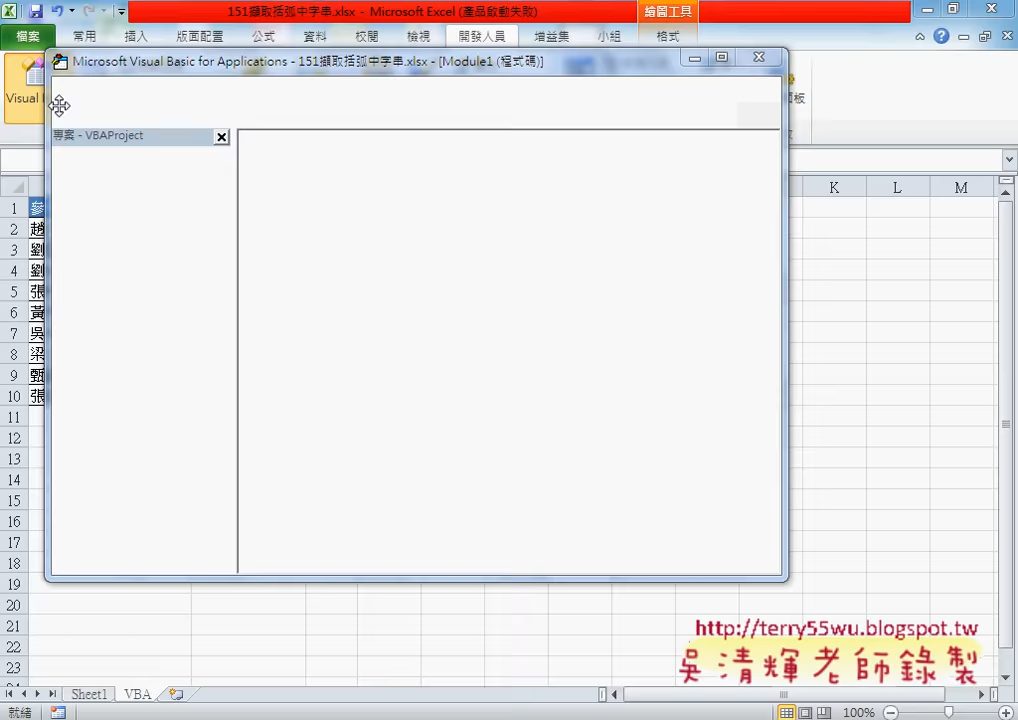 151擷取括弧中字串.xlsx - Microsoft Excel (產品啟動失敗)
繪圖工具
檔案 常用 插入 版面配置 公式 資料 校閱 檢視 開發人員 增益集 小組 格式
Microsoft Visual Basic for Applications - 151擷取括弧中字串.xlsx - [Module1 (程式碼)]
Visual
專案 - VBAProject
K L M
1
2 趙
3 劉
4 劉
5 張
6 黃
7 吳
8 梁
9 甄
10 張
11
12
13
14
15
16
17
18
19
20
21
22
23
http://terry55wu.blogspot.tw
吳清輝老師錄製
Sheet1 VBA
就緒 100%